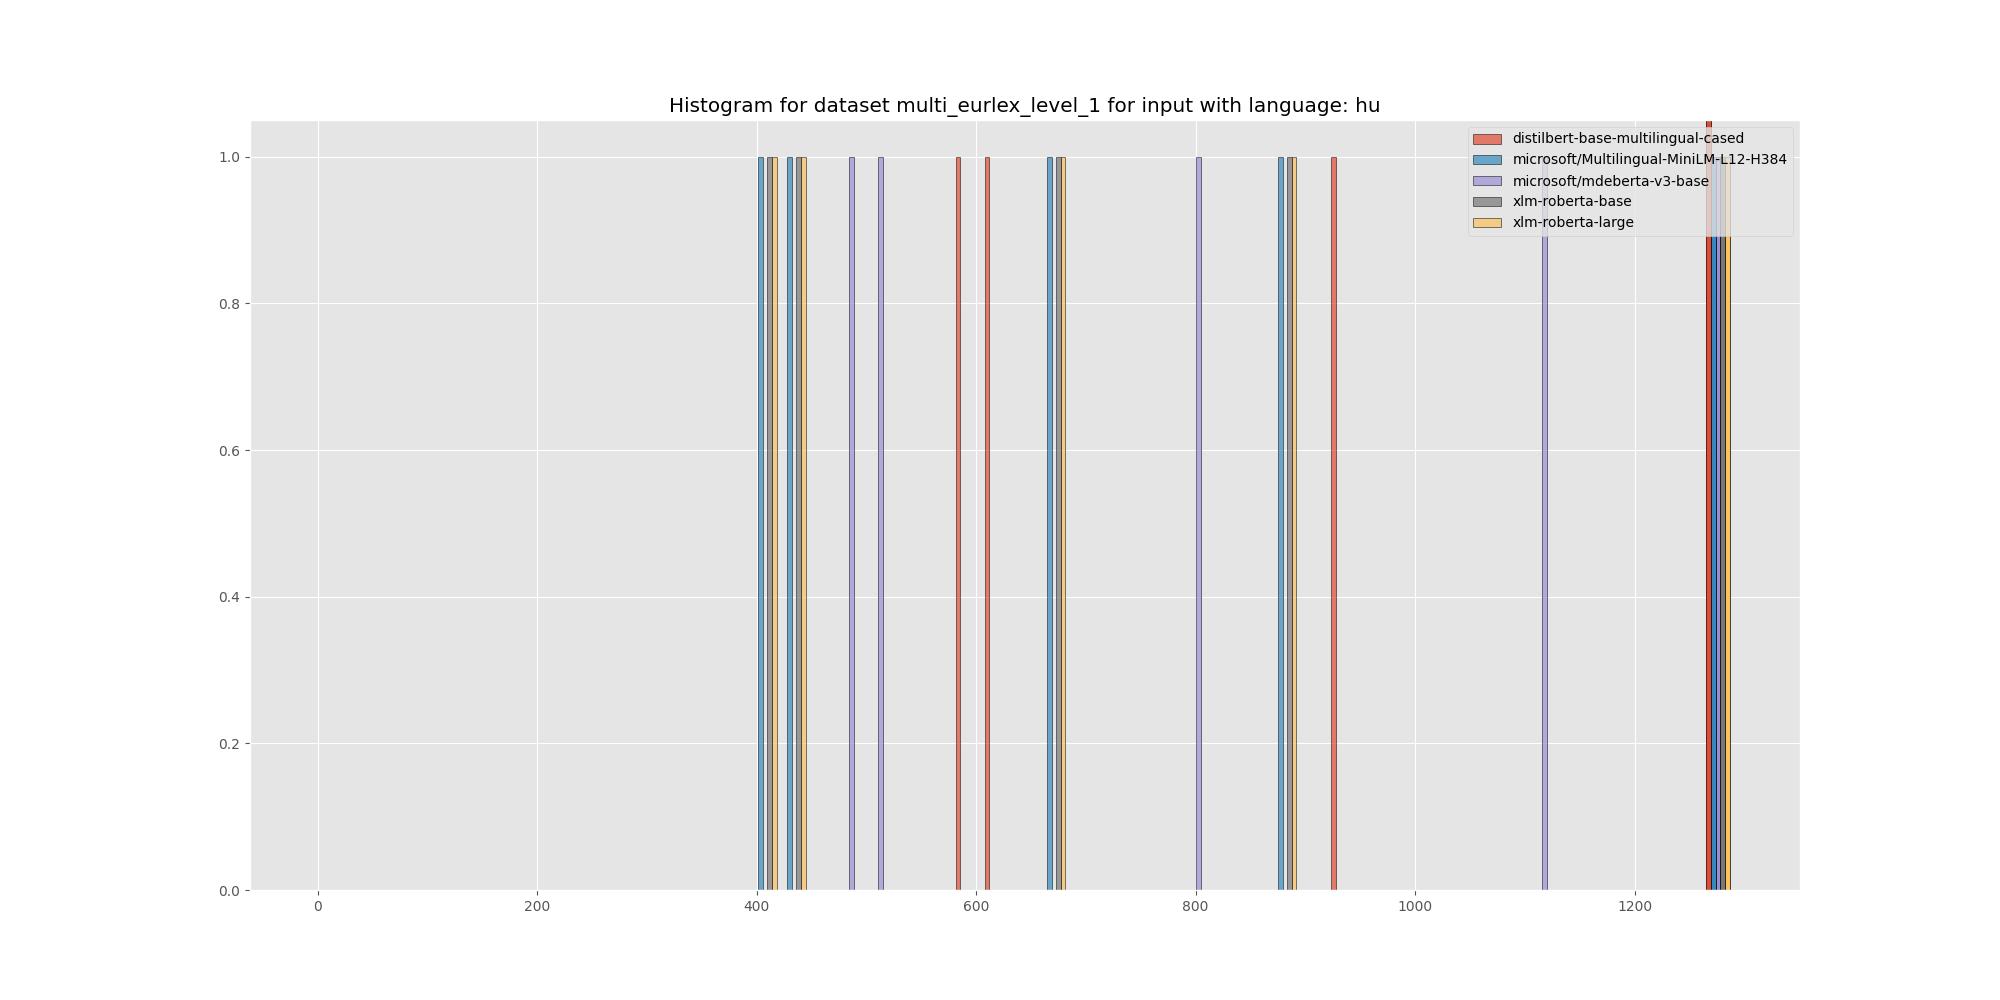 Histogram for dataset multi_eurlex_level_1 for input with language: hu
distilbert-base-multilingual-cased
microsoft/Multilingual-MiniLM-L12-H384
microsoft/mdeberta-v3-base
xlm-roberta-base
xlm-roberta-large
1.0
0.8
0.6
0.4
0.2
0.0
0 200 400 600 800 1000 1200